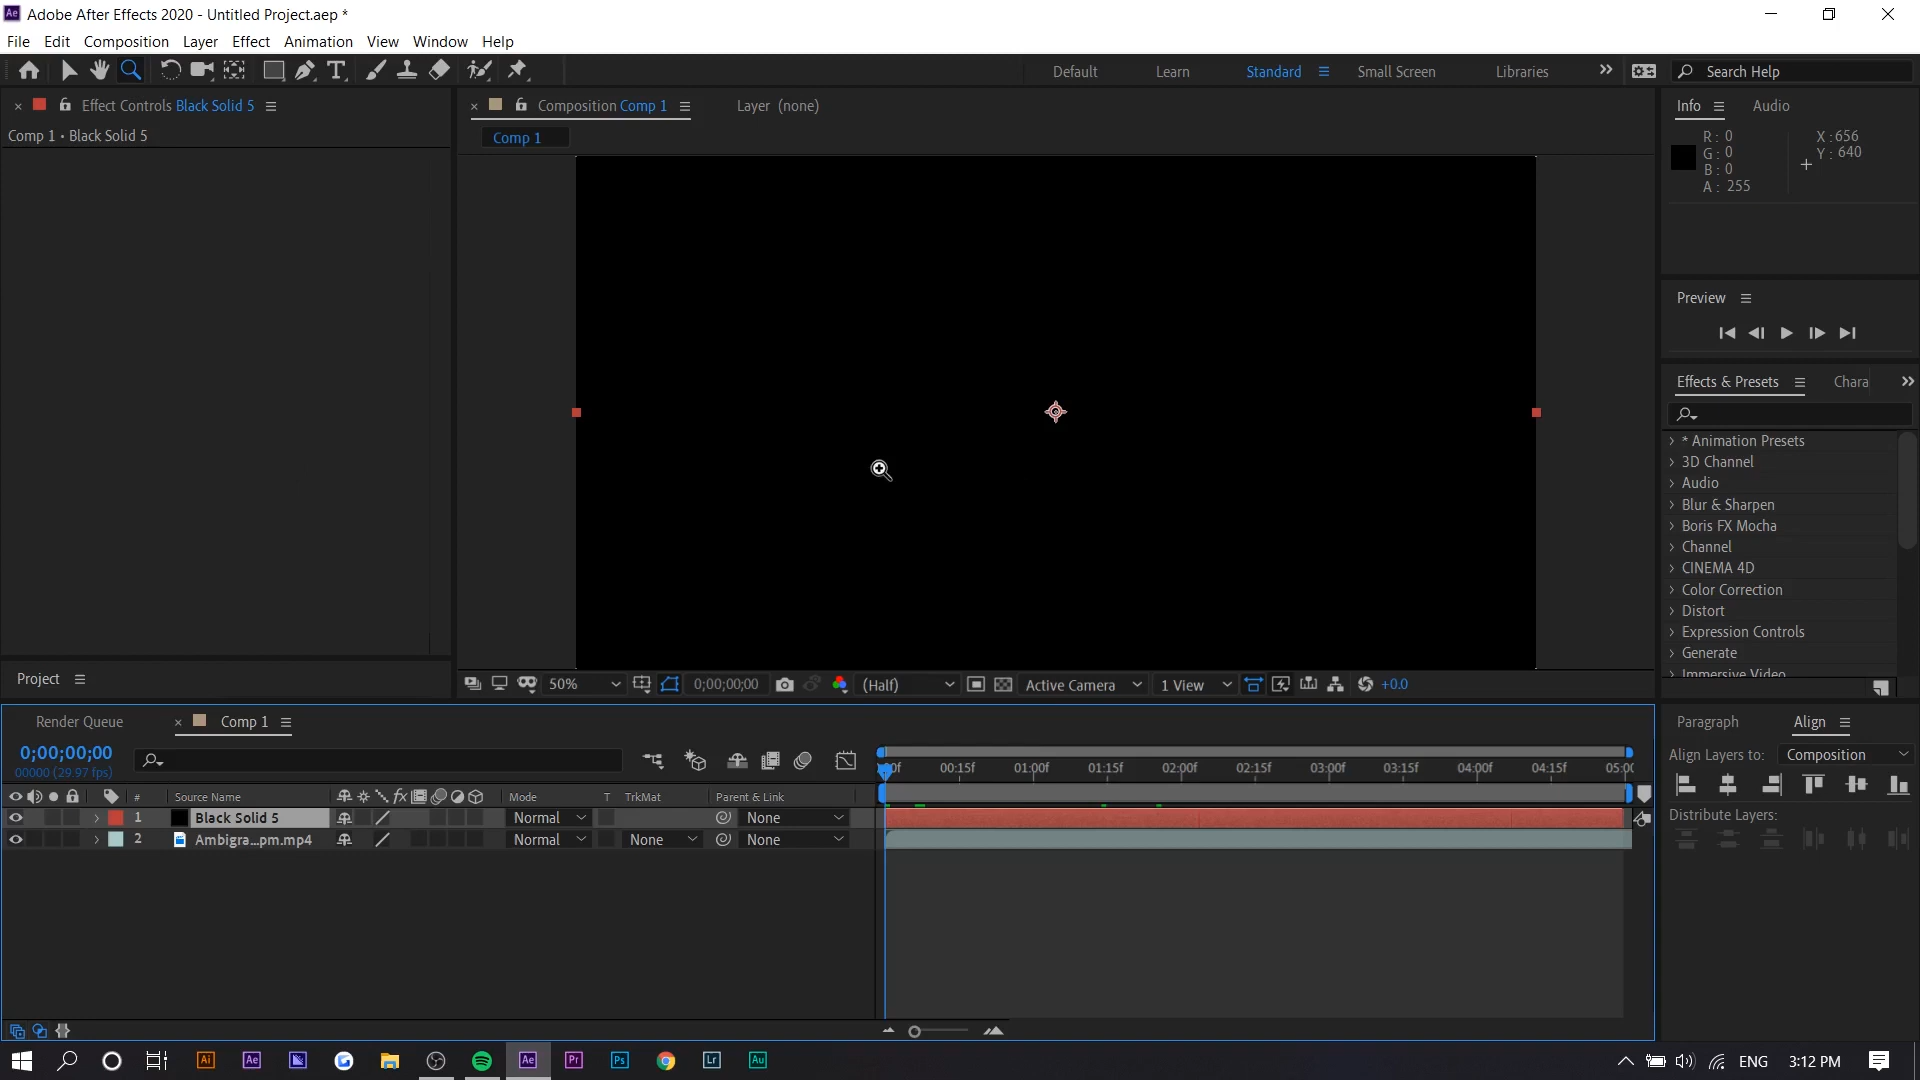 Adobe After Effects 2020 - Untitled Project.aep *
File Edit Composition Layer Effect Animation View Window Help
Default Learn Standard Small Screen Libraries Search Help
Effect Controls Black Solid 5
Composition Comp 1
Layer (none)
Info Audio
Comp 1 • Black Solid 5
Comp 1
R : 0
G : 0
B : 0
A : 255
X : 656
Y : 640
Preview
Effects & Presets Chara
* Animation Presets
3D Channel
Audio
Blur & Sharpen
Boris FX Mocha
Channel
CINEMA 4D
Color Correction
Distort
Expression Controls
Generate
Immersive Video
Project
50% 0;00;00;00 (Half) Active Camera 1 View +0.0
Render Queue Comp 1
Paragraph Align
0;00;00;00
00000 (29.97 fps)
00f 00:15f 01:00f 01:15f 02:00f 02:15f 03:00f 03:15f 04:00f 04:15f 05:00
Align Layers to: Composition
# Source Name Mode T TrkMat Parent & Link
1 Black Solid 5 Normal None
2 Ambigra...pm.mp4 Normal None None
Distribute Layers:
ENG 3:12 PM